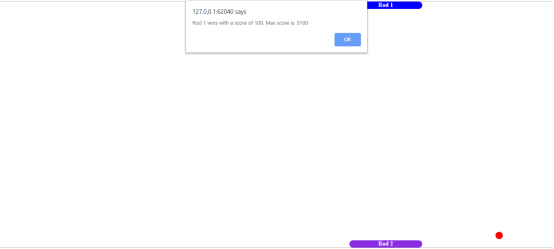 127.0.0.1:62040 says
Rod 1 wins with a score of 100. Max score is: 5100
OK
Rod 1
Rod 2